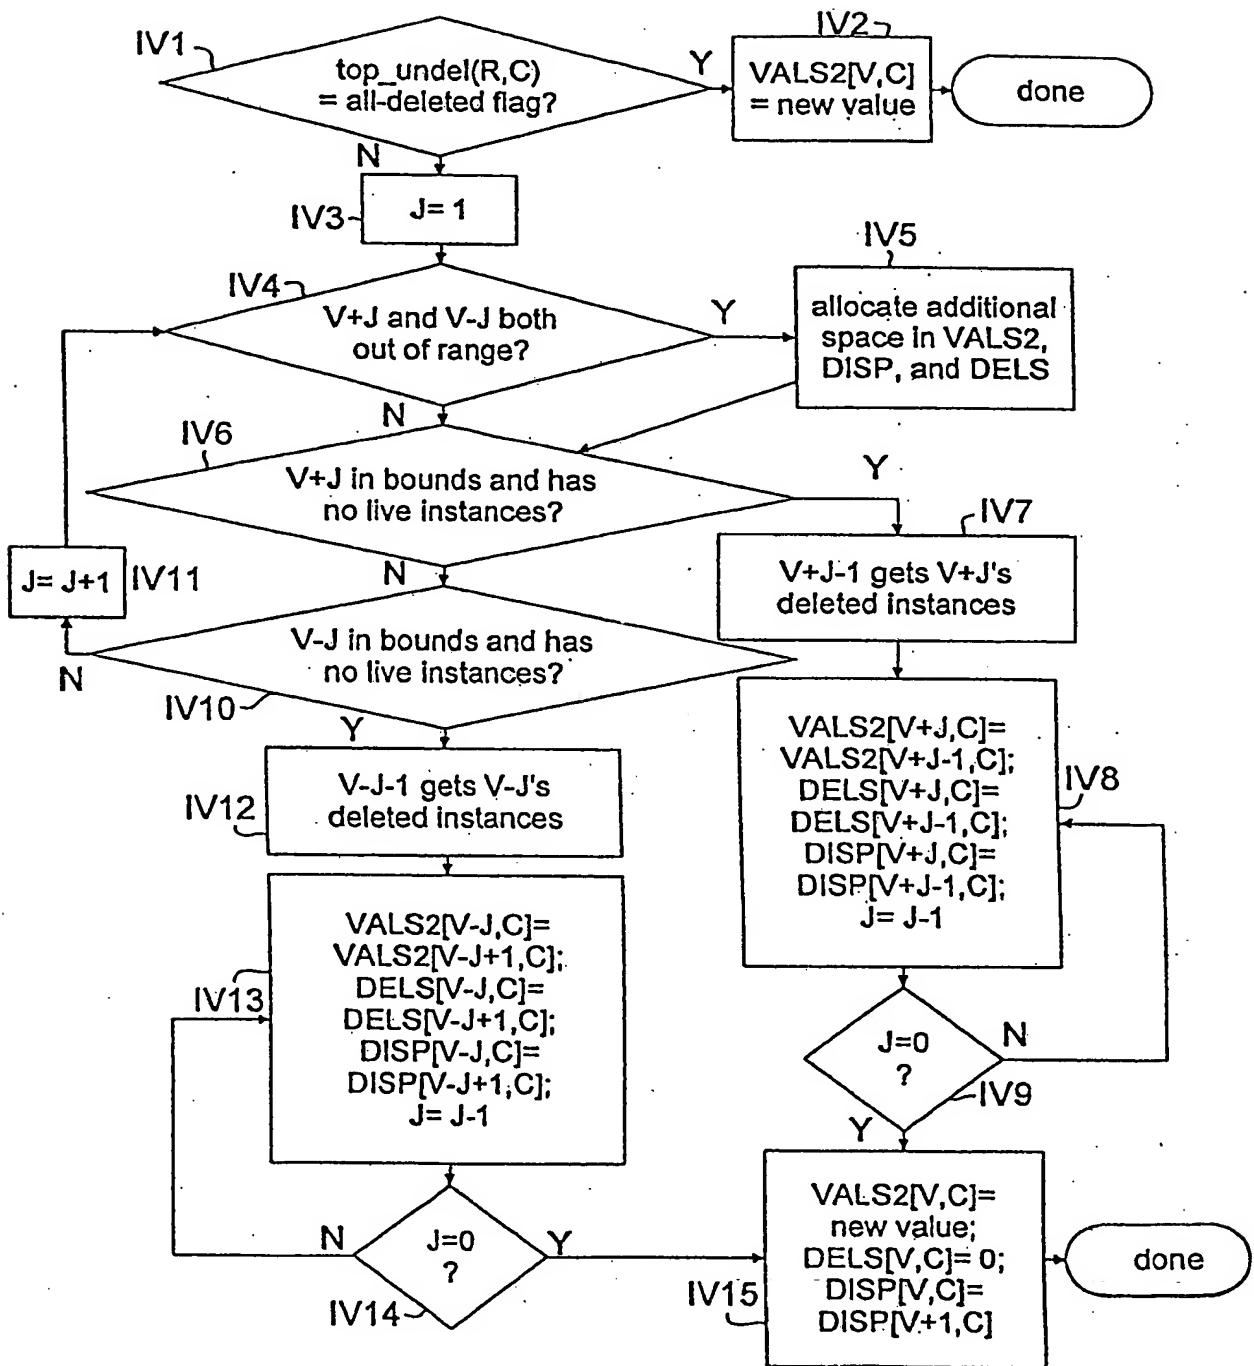 IV1
top_undel(R,C)
= all-deleted flag?
Y
IV2
VALS2[V,C]
= new value
done
N
IV3
J= 1
IV4
V+J and V-J both
out of range?
Y
IV5
allocate additional
space in VALS2,
DISP, and DELS
N
IV6
V+J in bounds and has
no live instances?
Y
IV7
V+J-1 gets V+J's
deleted instances
N
J= J+1
IV11
V-J in bounds and has
no live instances?
N
IV10
Y
VALS2[V+J,C]=
VALS2[V+J-1,C];
DELS[V+J,C]=
DELS[V+J-1,C];
DISP[V+J,C]=
DISP[V+J-1,C];
J= J-1
IV8
V-J-1 gets V-J's
deleted instances
IV12
VALS2[V-J,C]=
VALS2[V-J+1,C];
DELS[V-J,C]=
DELS[V-J+1,C];
DISP[V-J,C]=
DISP[V-J+1,C];
J= J-1
IV13
J=0
?
N
IV9
Y
J=0
?
N
Y
IV14
VALS2[V,C]=
new value;
DELS[V,C]= 0;
DISP[V,C]=
DISP[V+1,C]
IV15
done